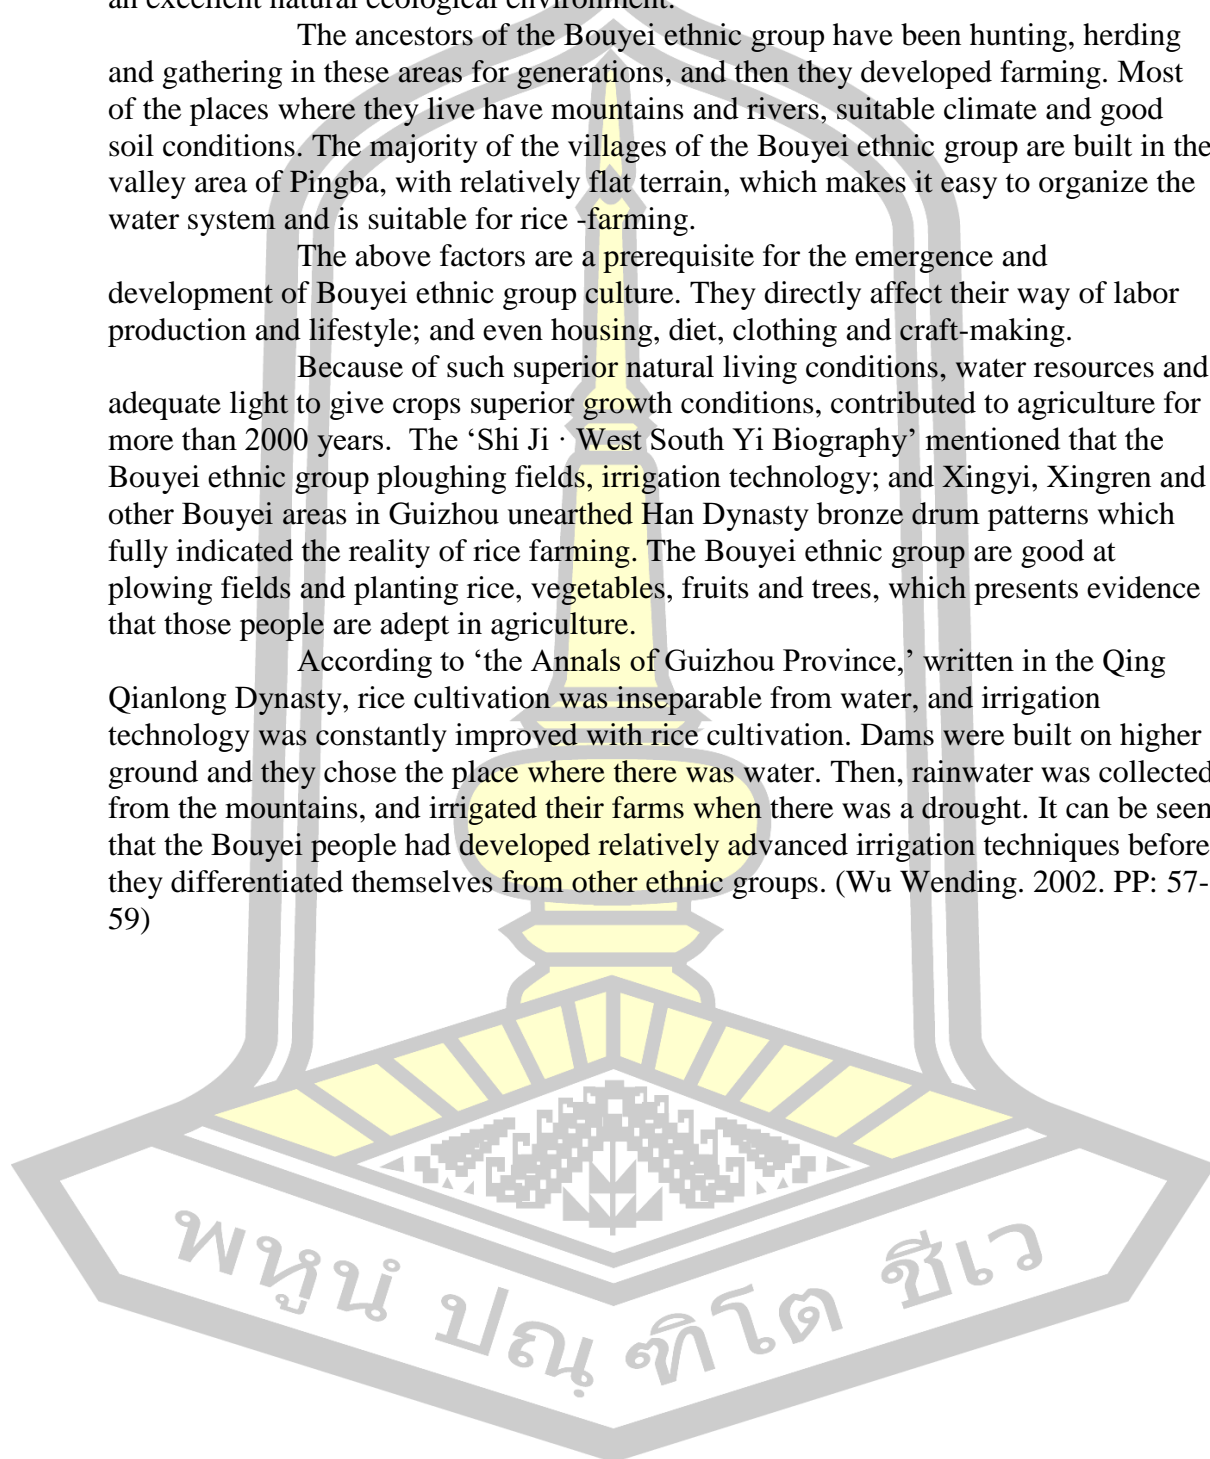 an excellent natural ecological environment.
The ancestors of the Bouyei ethnic group have been hunting, herding
and gathering in these areas for generations, and then they developed farming. Most
of the places where they live have mountains and rivers, suitable climate and good
soil conditions. The majority of the villages of the Bouyei ethnic group are built in the
valley area of Pingba, with relatively flat terrain, which makes it easy to organize the
water system and is suitable for rice -farming.
The above factors are a prerequisite for the emergence and
development of Bouyei ethnic group culture. They directly affect their way of labor
production and lifestyle; and even housing, diet, clothing and craft-making.
Because of such superior natural living conditions, water resources and
adequate light to give crops superior growth conditions, contributed to agriculture for
more than 2000 years.  The ‘Shi Ji · West South Yi Biography’ mentioned that the
Bouyei ethnic group ploughing fields, irrigation technology; and Xingyi, Xingren and
other Bouyei areas in Guizhou unearthed Han Dynasty bronze drum patterns which
fully indicated the reality of rice farming. The Bouyei ethnic group are good at
plowing fields and planting rice, vegetables, fruits and trees, which presents evidence
that those people are adept in agriculture.
According to ‘the Annals of Guizhou Province,’ written in the Qing
Qianlong Dynasty, rice cultivation was inseparable from water, and irrigation
technology was constantly improved with rice cultivation. Dams were built on higher
ground and they chose the place where there was water. Then, rainwater was collected
from the mountains, and irrigated their farms when there was a drought. It can be seen
that the Bouyei people had developed relatively advanced irrigation techniques before
they differentiated themselves from other ethnic groups. (Wu Wending. 2002. PP: 57-
59)
พหูนํ ปณฺฑิโต ชีเว